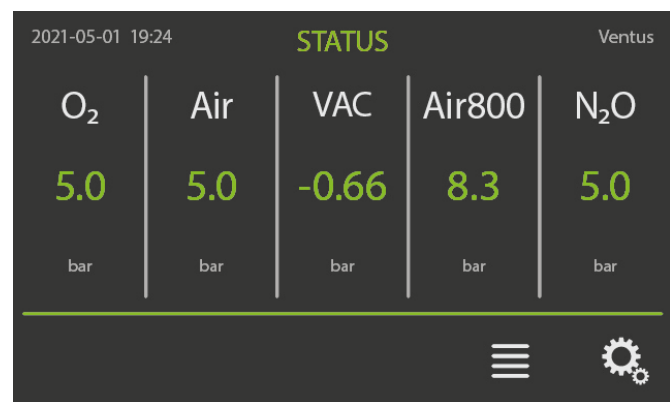 2021-05-01 19:24 STATUS Ventus
O₂ Air VAC Air800 N₂O
5.0 5.0 -0.66 8.3 5.0
bar bar bar bar bar